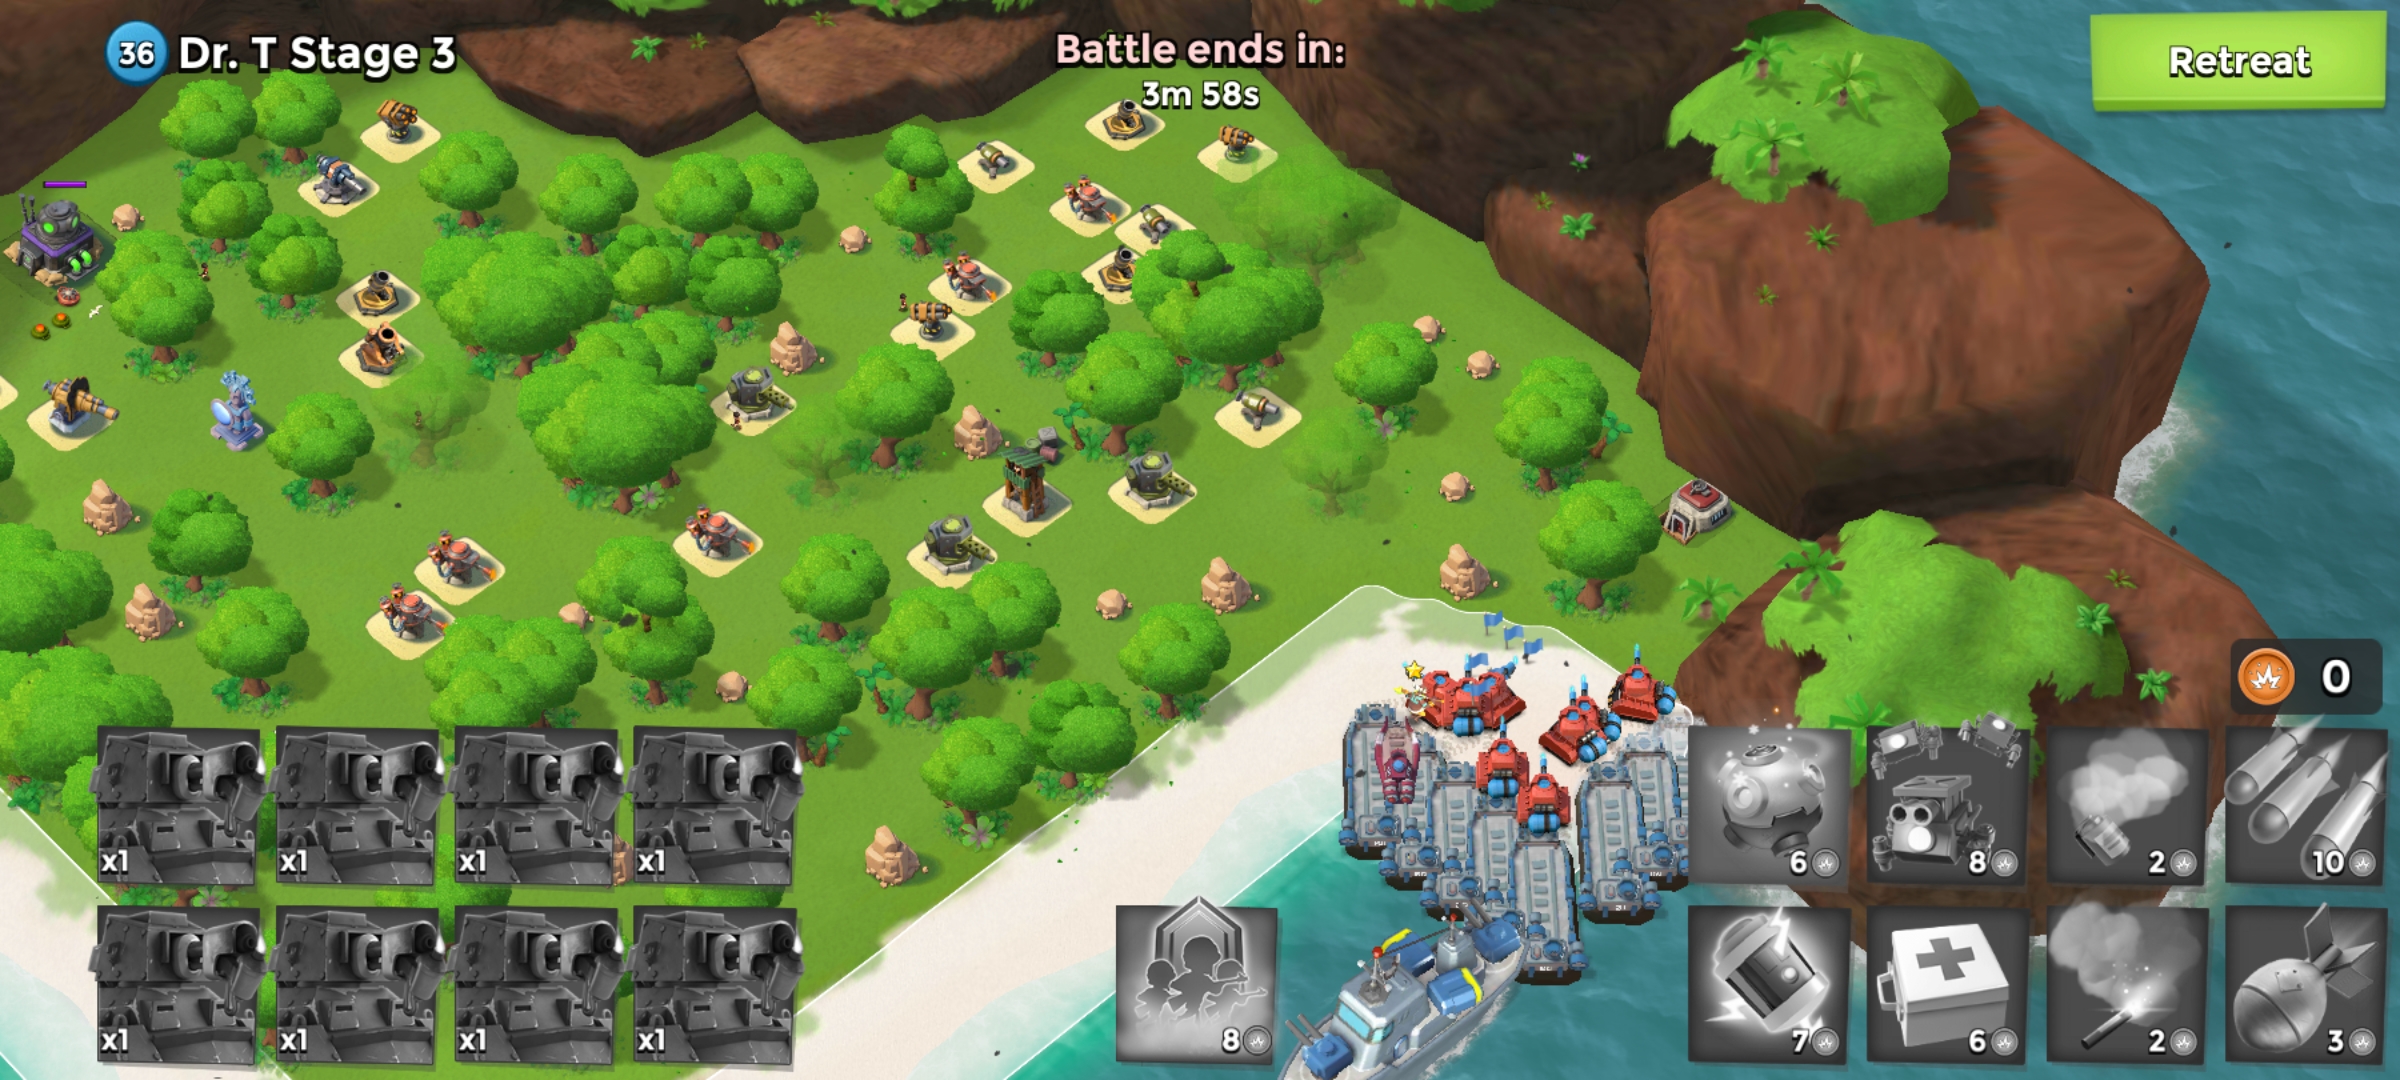 36 Dr. T Stage 3
Battle ends in:
3m 58s
Retreat
0
x1 x1 x1 x1
6 8 2 10
x1 x1 x1 x1
8
7 6 2 3